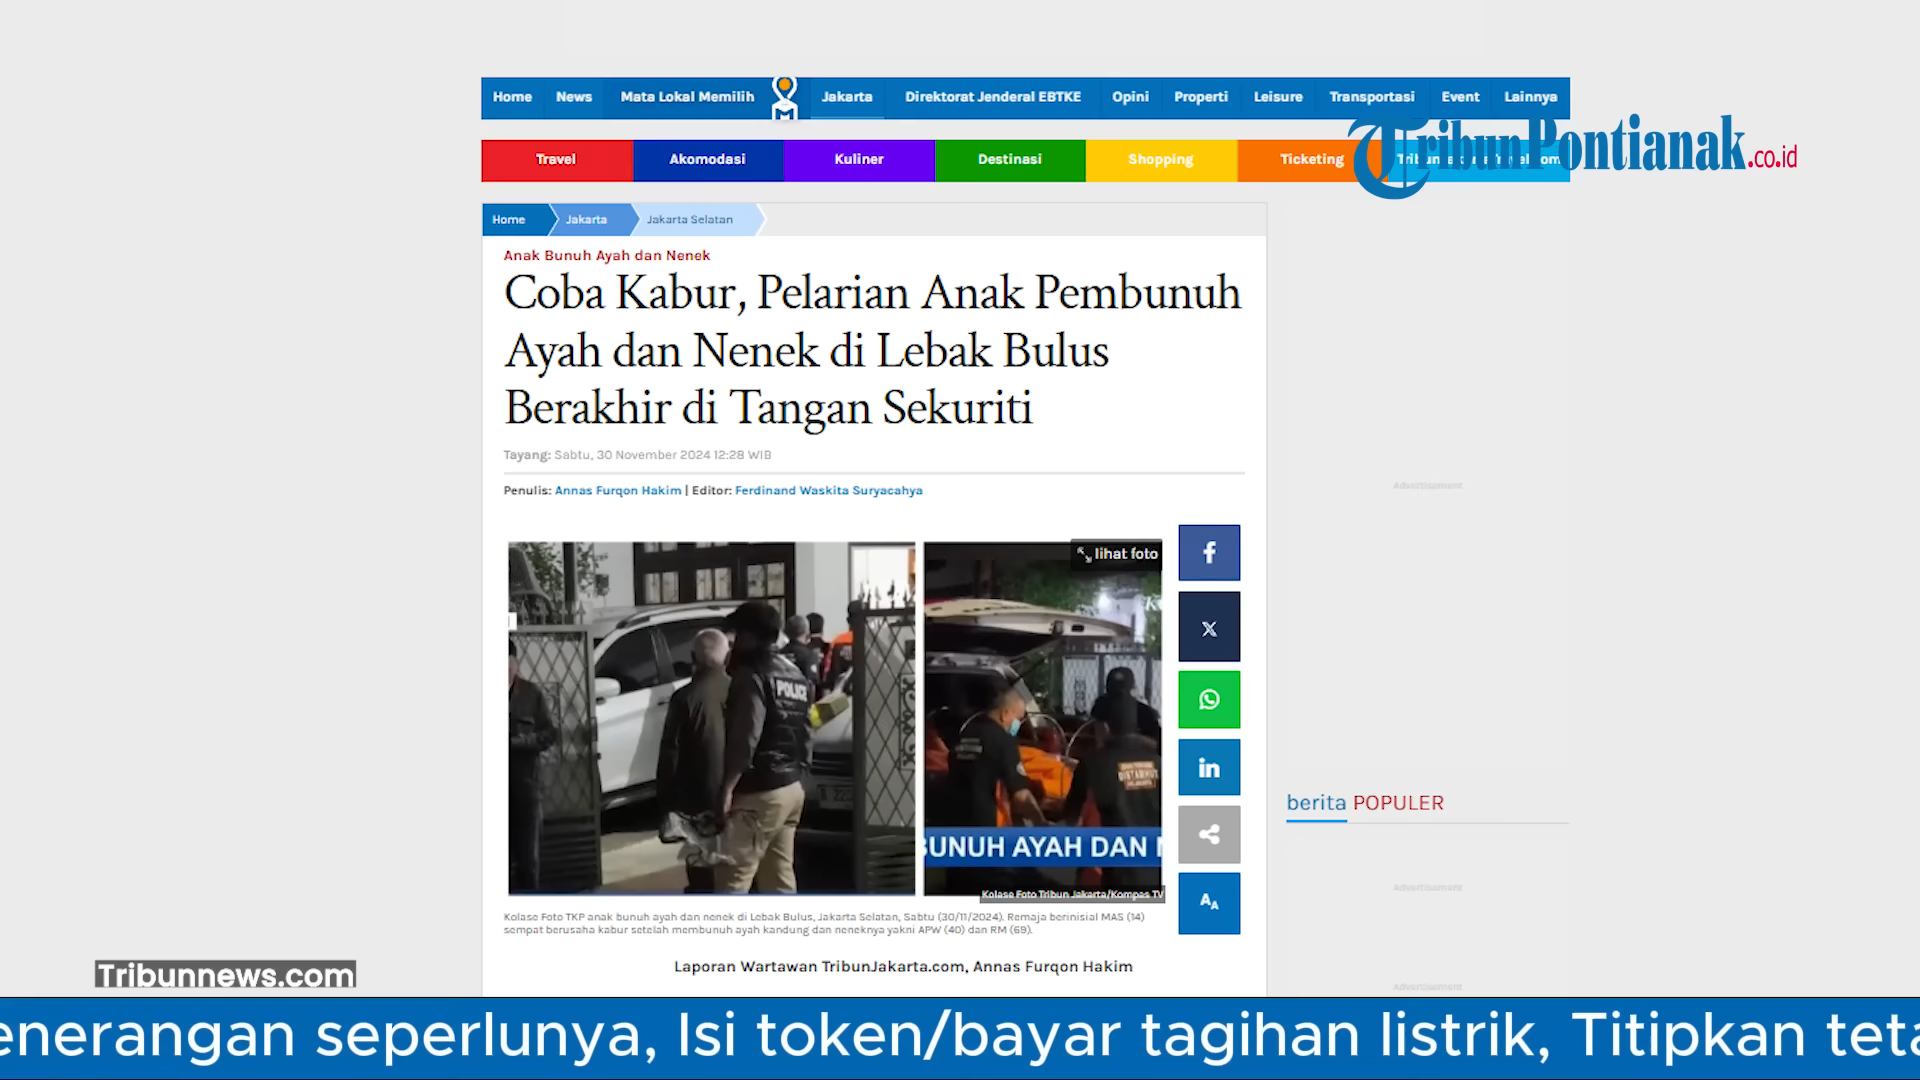 Home News Mata Lokal Memilih Jakarta Direktorat Jenderal EBTKE Opini Properti Leisure Transportasi Event Lainnya
TribunPontianak.co.id
Travel Akomodasi Kuliner Destinasi Shopping Ticketing
Home Jakarta Jakarta Selatan
Anak Bunuh Ayah dan Nenek
Coba Kabur, Pelarian Anak Pembunuh
Ayah dan Nenek di Lebak Bulus
Berakhir di Tangan Sekuriti
Tayang: Sabtu, 30 November 2024 12:28 WIB
Penulis: Annas Furqon Hakim | Editor: Ferdinand Waskita Suryacahya
Advertisement
lihat foto
POLICE
BUNUH AYAH DAN
Kolase Foto Tribun Jakarta/Kompas TV
AA
berita POPULER
Advertisement
Kolase Foto TKP anak bunuh ayah dan nenek di Lebak Bulus, Jakarta Selatan, Sabtu (30/11/2024). Remaja berinisial MAS (14)
sempat berusaha kabur setelah membunuh ayah kandung dan neneknya yakni APW (40) dan RM (69).
Laporan Wartawan TribunJakarta.com, Annas Furqon Hakim
Advertisement
Tribunnews.com
enerangan seperlunya, Isi token/bayar tagihan listrik, Titipkan teta